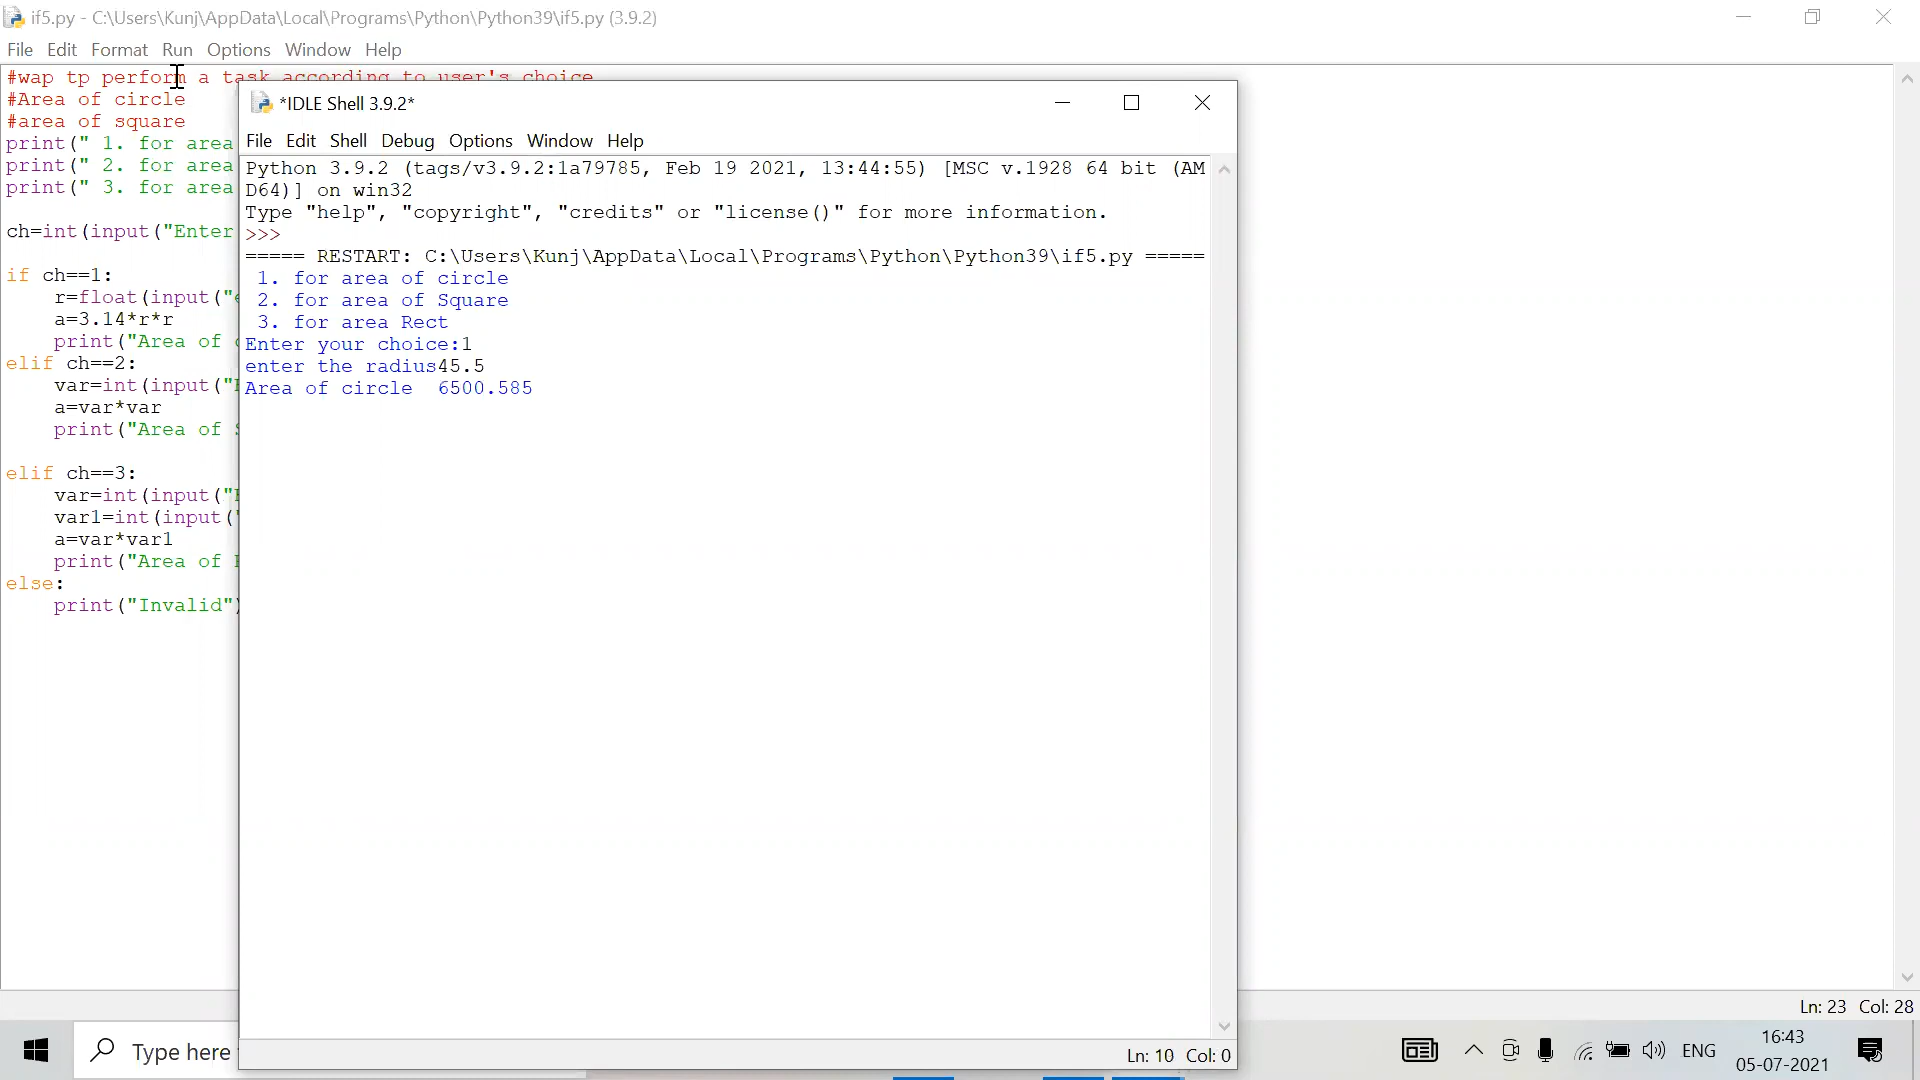 if5.py - C:\Users\Kunj\AppData\Local\Programs\Python\Python39\if5.py (3.9.2)
File Edit Format Run Options Window Help
#wap tp perform a task according to user's choice
#Area of circle
#area of square
print(" 1. for area
print(" 2. for area
print(" 3. for area
ch=int(input("Enter
if ch==1:
r=float(input("e
a=3.14*r*r
print("Area of
elif ch==2:
var=int(input("
a=var*var
print("Area of
elif ch==3:
var=int(input("
var1=int(input(
a=var*var1
print("Area of
else:
print("Invalid")
Ln: 23 Col: 28
*IDLE Shell 3.9.2*
File Edit Shell Debug Options Window Help
Python 3.9.2 (tags/v3.9.2:1a79785, Feb 19 2021, 13:44:55) [MSC v.1928 64 bit (AM
D64)] on win32
Type "help", "copyright", "credits" or "license()" for more information.
>>>
===== RESTART: C:\Users\Kunj\AppData\Local\Programs\Python\Python39\if5.py =====
1. for area of circle
2. for area of Square
3. for area Rect
Enter your choice:1
enter the radius45.5
Area of circle  6500.585
Ln: 10 Col: 0
Type here
ENG
16:43
05-07-2021